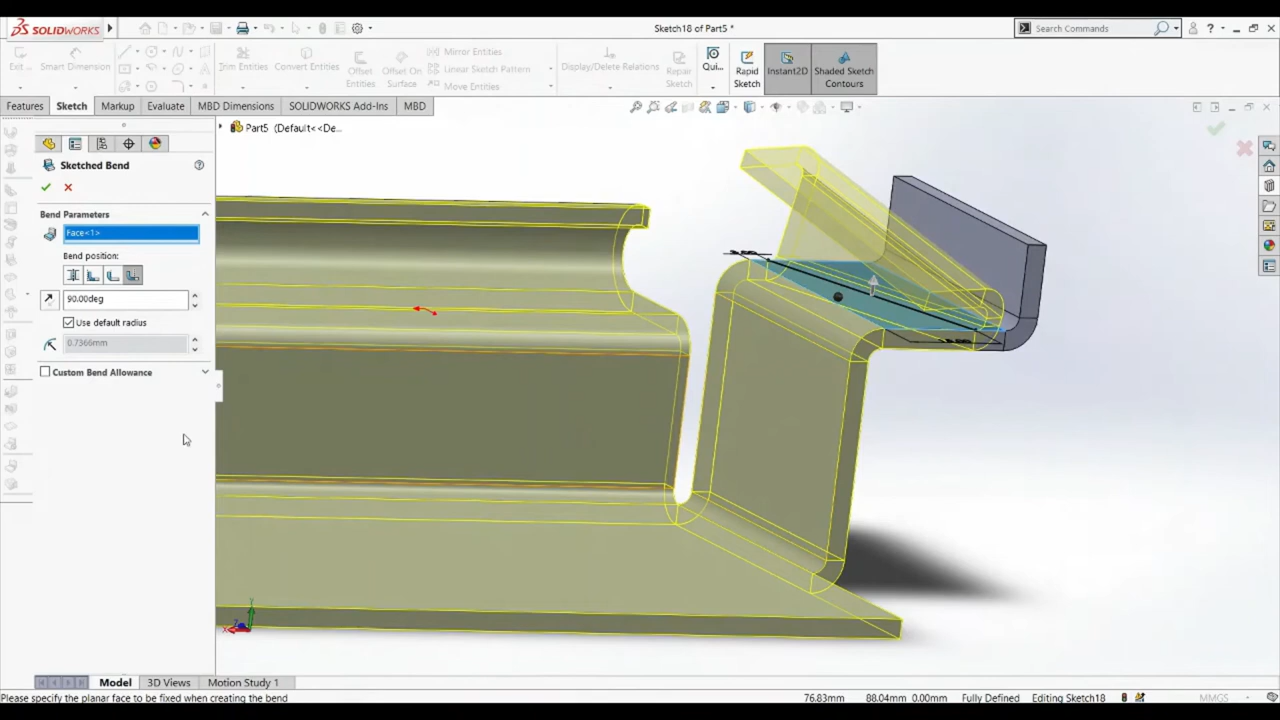 SOLIDWORKS
Sketch18 of Part5 *
Search Commands
Exit...
Smart Dimension
Trim Entities
Convert Entities
Offset Entities
Offset On Surface
Mirror Entities
Linear Sketch Pattern
Move Entities
Display/Delete Relations
Repair Sketch
Qui...
Rapid Sketch
Instant2D
Shaded Sketch Contours
Features
Sketch
Markup
Evaluate
MBD Dimensions
SOLIDWORKS Add-Ins
MBD
Part5 (Default<<De...
Sketched Bend
Bend Parameters
Face<1>
Bend position:
90.00deg
Use default radius
0.7366mm
Custom Bend Allowance
Y
X
Z
Model
3D Views
Motion Study 1
Please specify the planar face to be fixed when creating the bend
76.83mm
88.04mm 0.00mm
Fully Defined
Editing Sketch18
MMGS